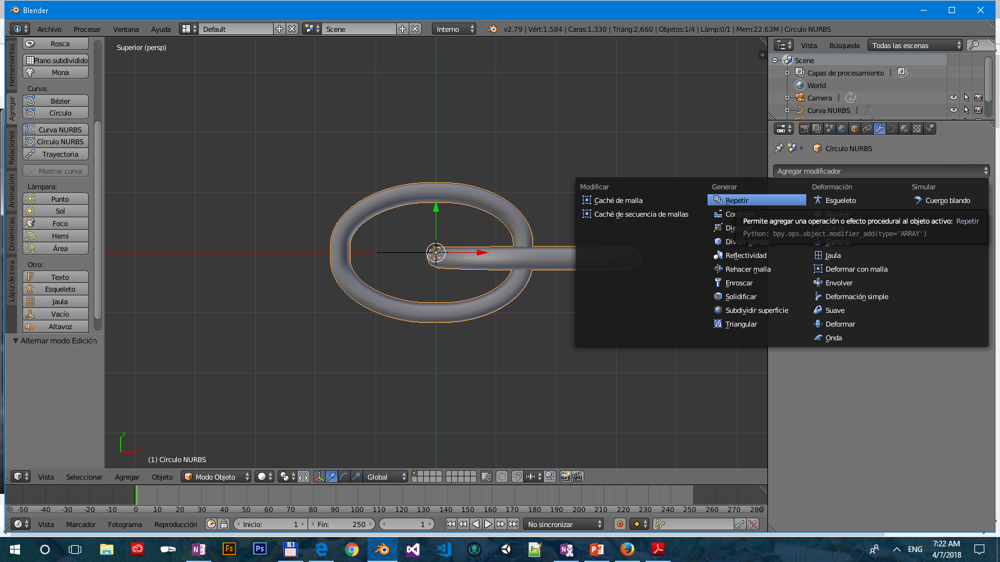 Blender
Archivo Procesar Ventana Ayuda Default Scene Interno v2.79 | Vért:1,584 | Caras:1,330 | Triáng:2,660 | Objetos:1/4 | Lámp:0/1 | Mem:22.63M | Círculo NURBS
Superior (persp)
Herramientas
Agregar
Relaciones
Animación
Dinámicas
Lápiz de cera
Rosca
Plano subdividido
Mona
Curva:
Bézier
Círculo
Curva NURBS
Círculo NURBS
Trayectoria
Mostrar curva
Lámpara:
Punto
Sol
Foco
Hemi
Área
Otro:
Texto
Esqueleto
Jaula
Vacío
Altavoz
Alternar modo Edición
y
x
(1) Círculo NURBS
Vista Búsqueda Todas las escenas
Scene
Capas de procesamiento |
World
Camera |
Curva NURBS |
Círculo NURBS
Agregar modificador
Modificar
Caché de malla
Caché de secuencia de mallas
Generar
Repetir
Construir
Dividir bordes
Reflectividad
Rehacer malla
Enroscar
Solidificar
Subdividir superficie
Triangular
Deformación
Esqueleto
Moldear
Gancho
Jaula
Deformar con malla
Envolver
Deformación simple
Suave
Deformar
Onda
Simular
Cuerpo blando
Permite agregar una operación o efecto procedural al objeto activo: Repetir
Python: bpy.ops.object.modifier_add(type='ARRAY')
Vista Seleccionar Agregar Objeto Modo Objeto Global
-50 -40 -30 -20 -10 0 10 20 30 40 50 60 70 80 90 100 110 120 130 140 150 160 170 180 190 200 210 220 230 240 250 260 270 280
Vista Marcador Fotograma Reproducción Inicio: 1 Fin: 250 1 No sincronizar
ENG
7:22 AM
4/7/2018